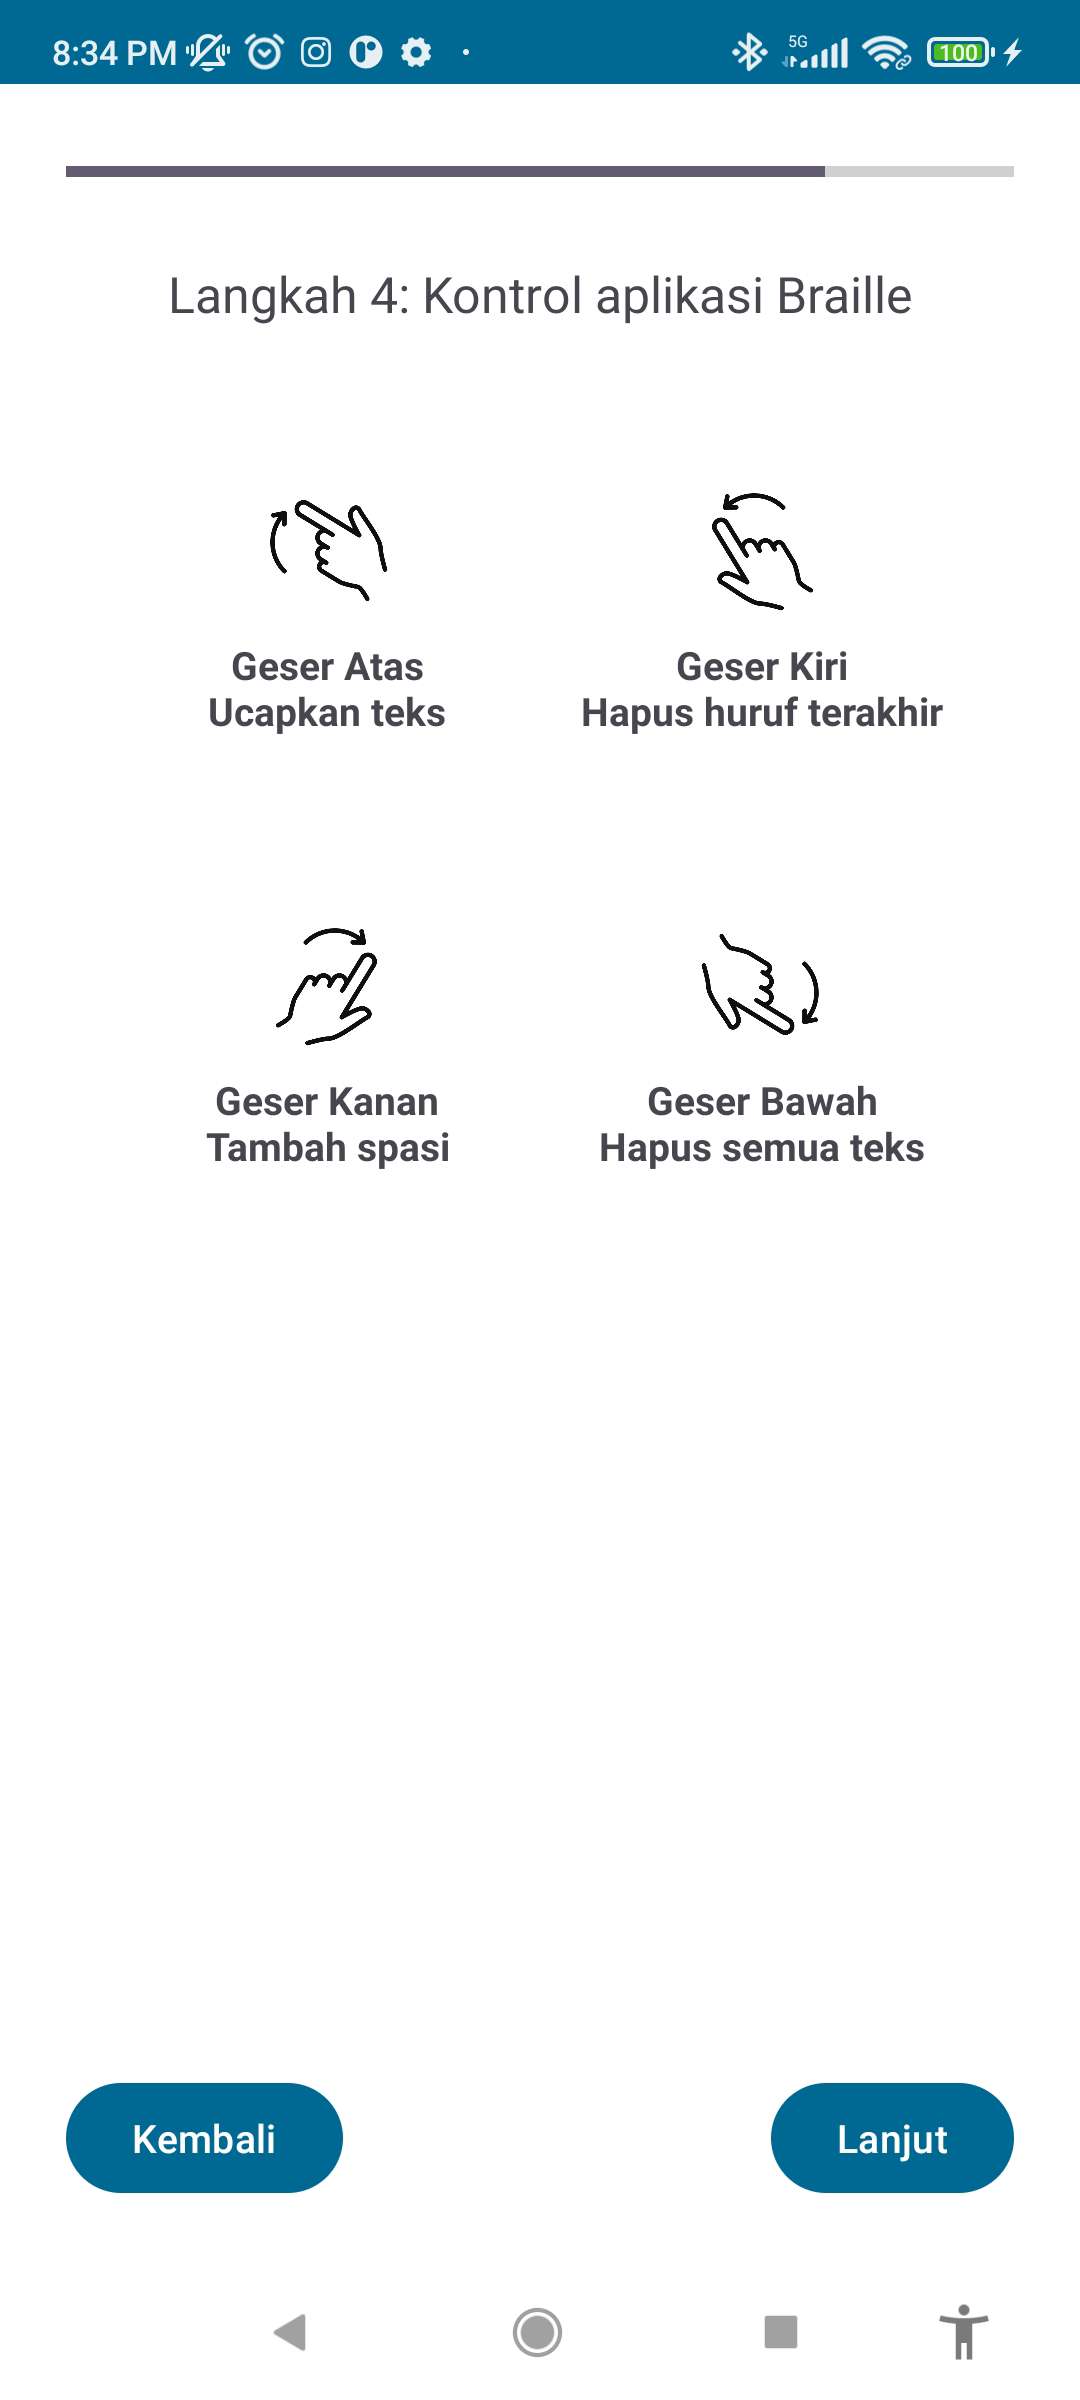 8:34 PM
5G
100
Langkah 4: Kontrol aplikasi Braille
Geser Atas
Ucapkan teks
Geser Kiri
Hapus huruf terakhir
Geser Kanan
Tambah spasi
Geser Bawah
Hapus semua teks
Kembali
Lanjut